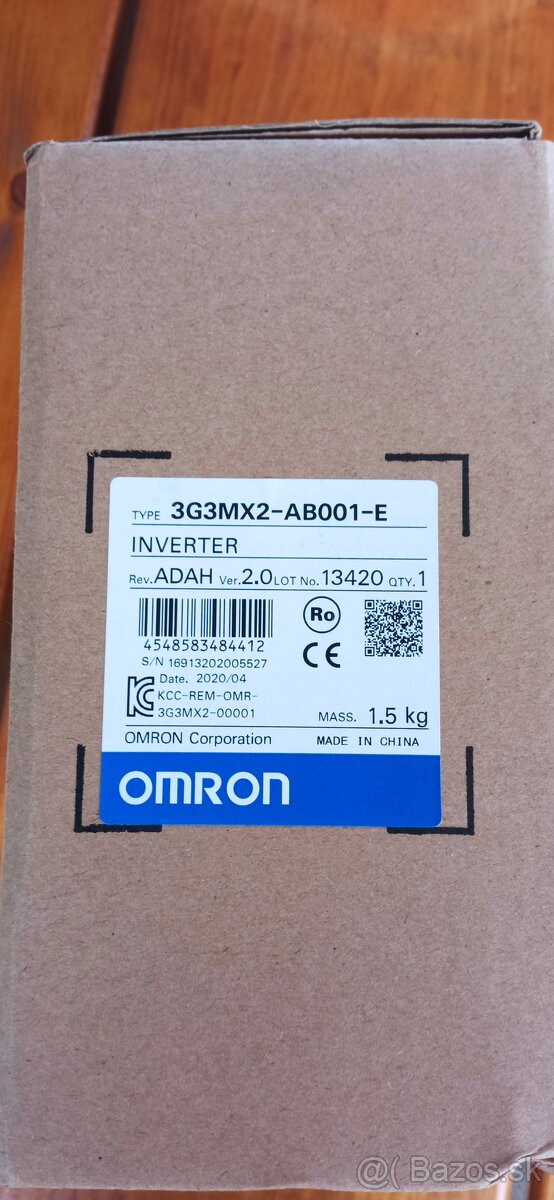 TYPE 3G3MX2-AB001-E
INVERTER
Rev. ADAH Ver. 2.0 LOT No. 13420 QTY. 1
4548583484412
S/N 16913202005527
Date. 2020/04
KCC-REM-OMR-
3G3MX2-00001
Ro
CE
MASS. 1.5 kg
OMRON Corporation MADE IN CHINA
OMRON
Bazos.sk